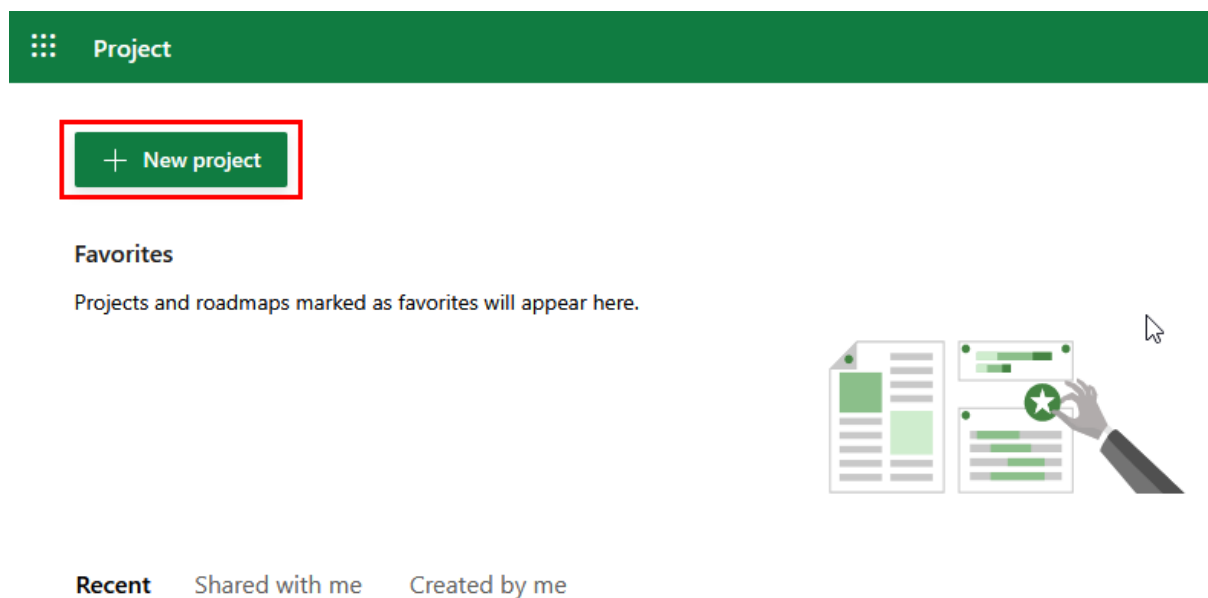 Project
New project
Favorites
Projects and roadmaps marked as favorites will appear here.
Recent Shared with me Created by me